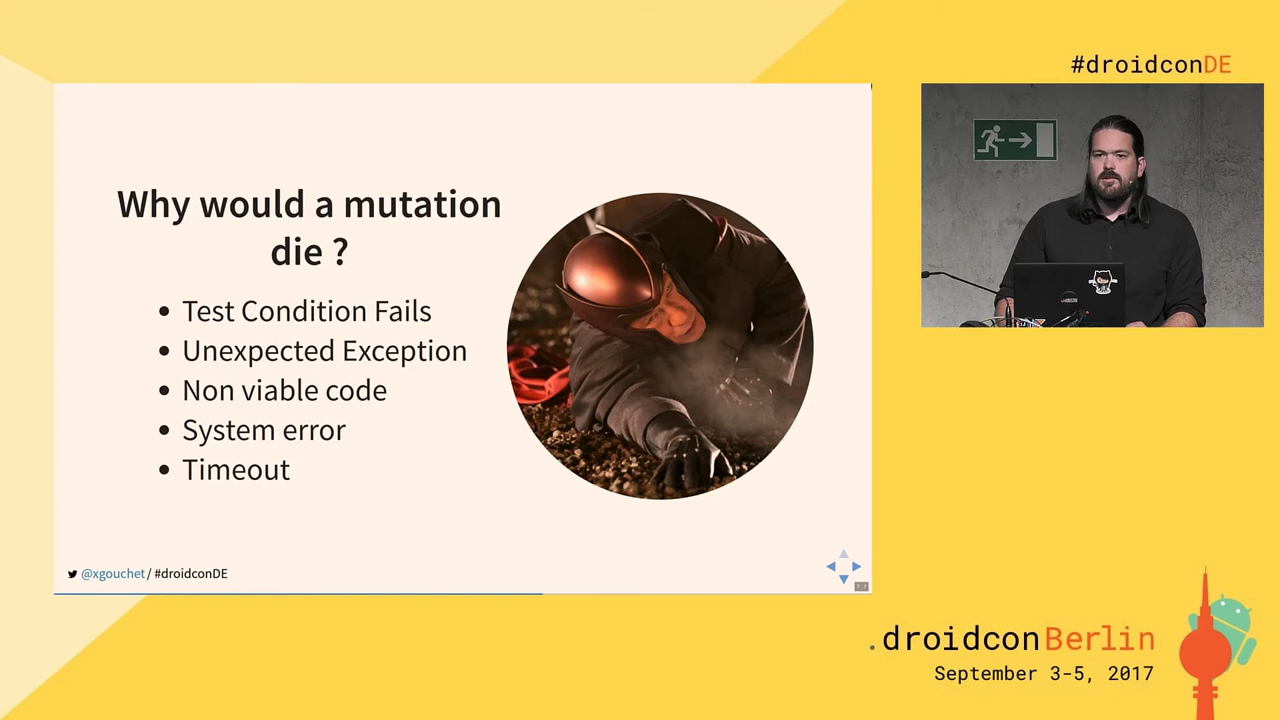 #droidconDE
Why would a mutation
die ?
Test Condition Fails
Unexpected Exception
Non viable code
System error
Timeout
@xgouchet / #droidconDE
.droidconBerlin
September 3-5, 2017